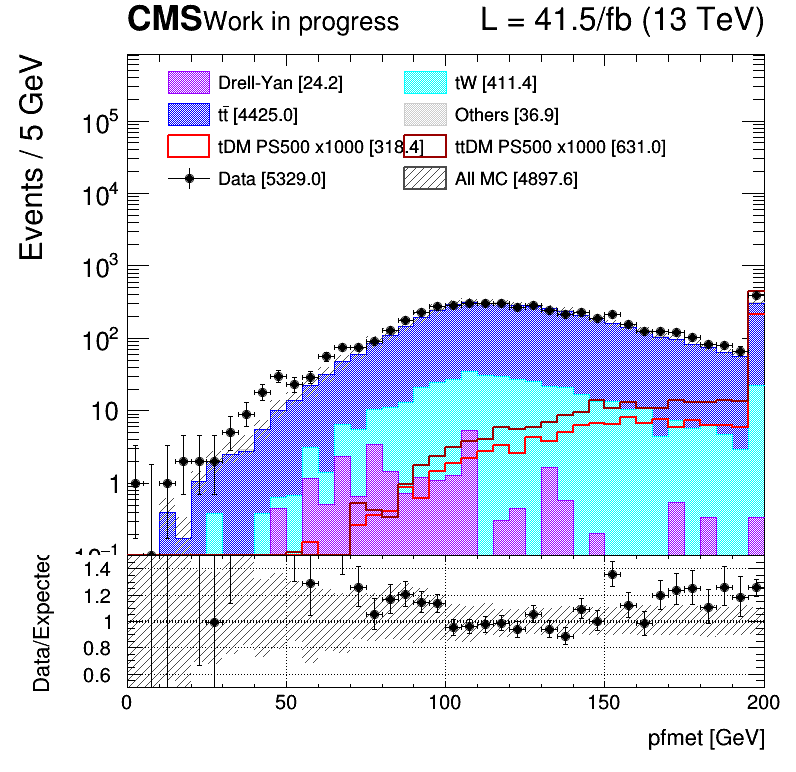 CMS Work in progress L = 41.5/fb (13 TeV)
Events / 5 GeV
Drell-Yan [24.2] tW [411.4]
tt̄ [4425.0] Others [36.9]
tDM PS500 x1000 [318.4] ttDM PS500 x1000 [631.0]
Data [5329.0] All MC [4897.6]
10⁵
10⁴
10³
10²
10
1
10⁻¹
Data/Expected
1.4
1.2
1
0.8
0.6
0 50 100 150 200
pfmet [GeV]